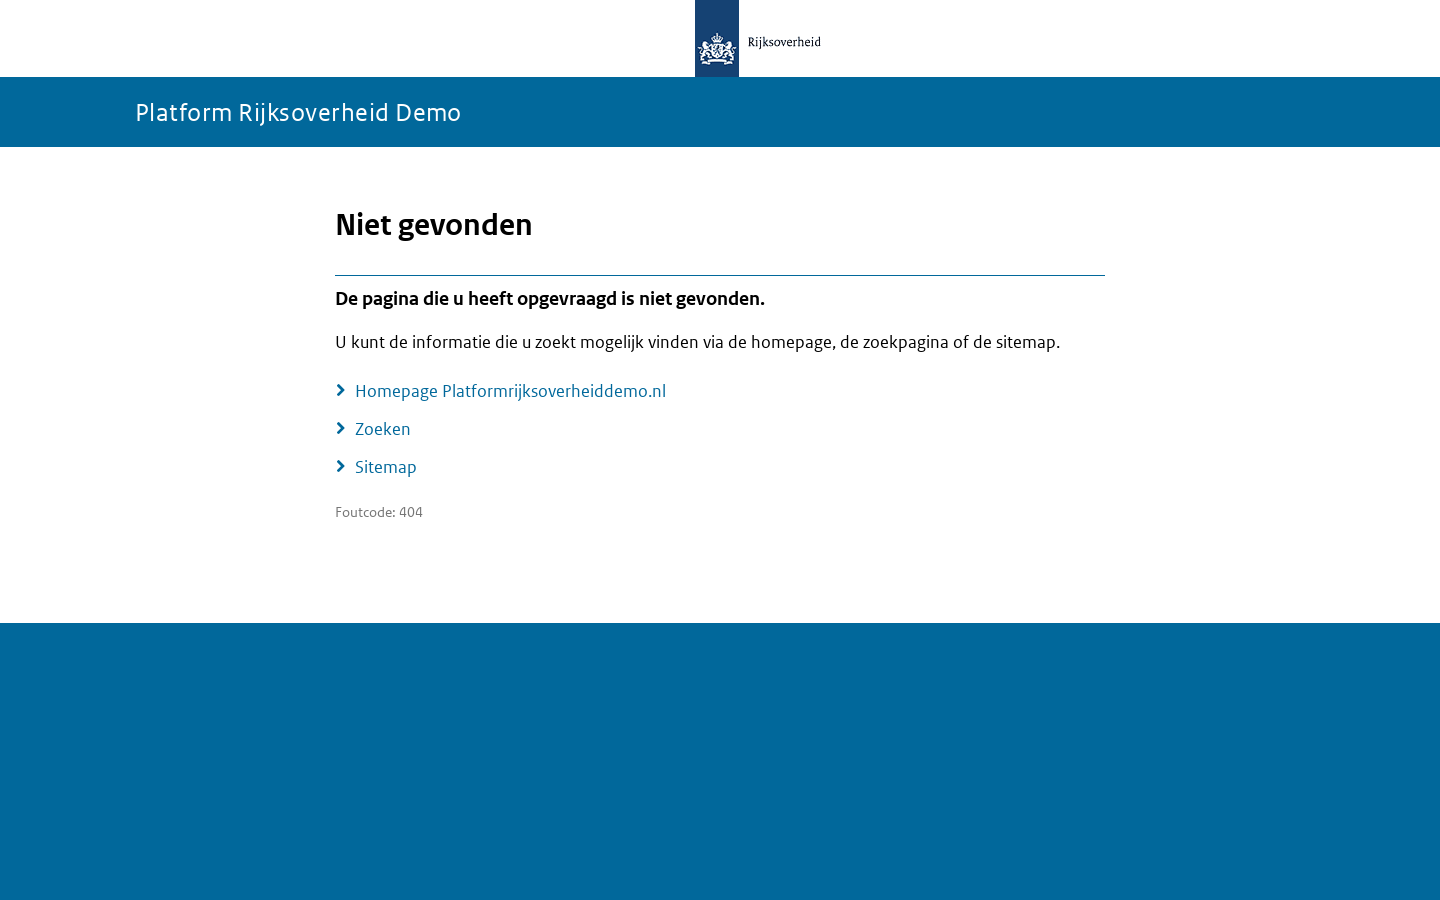 Rijksoverheid
Platform Rijksoverheid Demo
Niet gevonden
De pagina die u heeft opgevraagd is niet gevonden.
U kunt de informatie die u zoekt mogelijk vinden via de homepage, de zoekpagina of de sitemap.
Homepage Platformrijksoverheiddemo.nl
Zoeken
Sitemap
Foutcode: 404